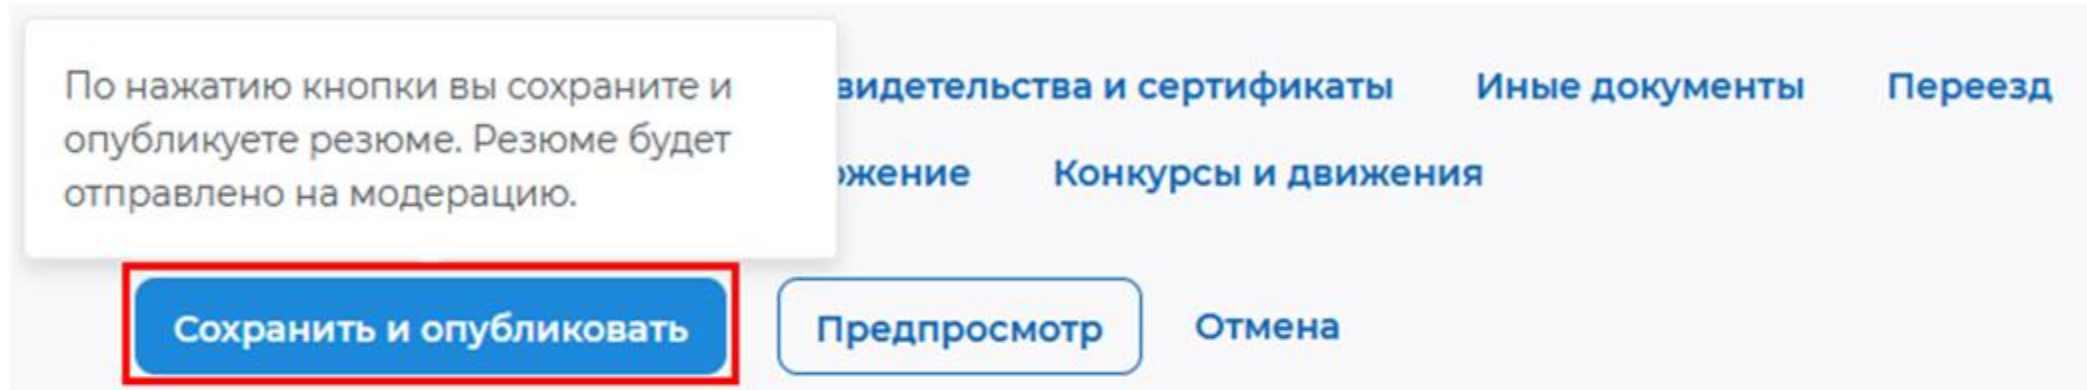 По нажатию кнопки вы сохраните и
опубликуете резюме. Резюме будет
отправлено на модерацию.
видетельства и сертификаты Иные документы Переезд
жение Конкурсы и движения
Сохранить и опубликовать Предпросмотр Отмена